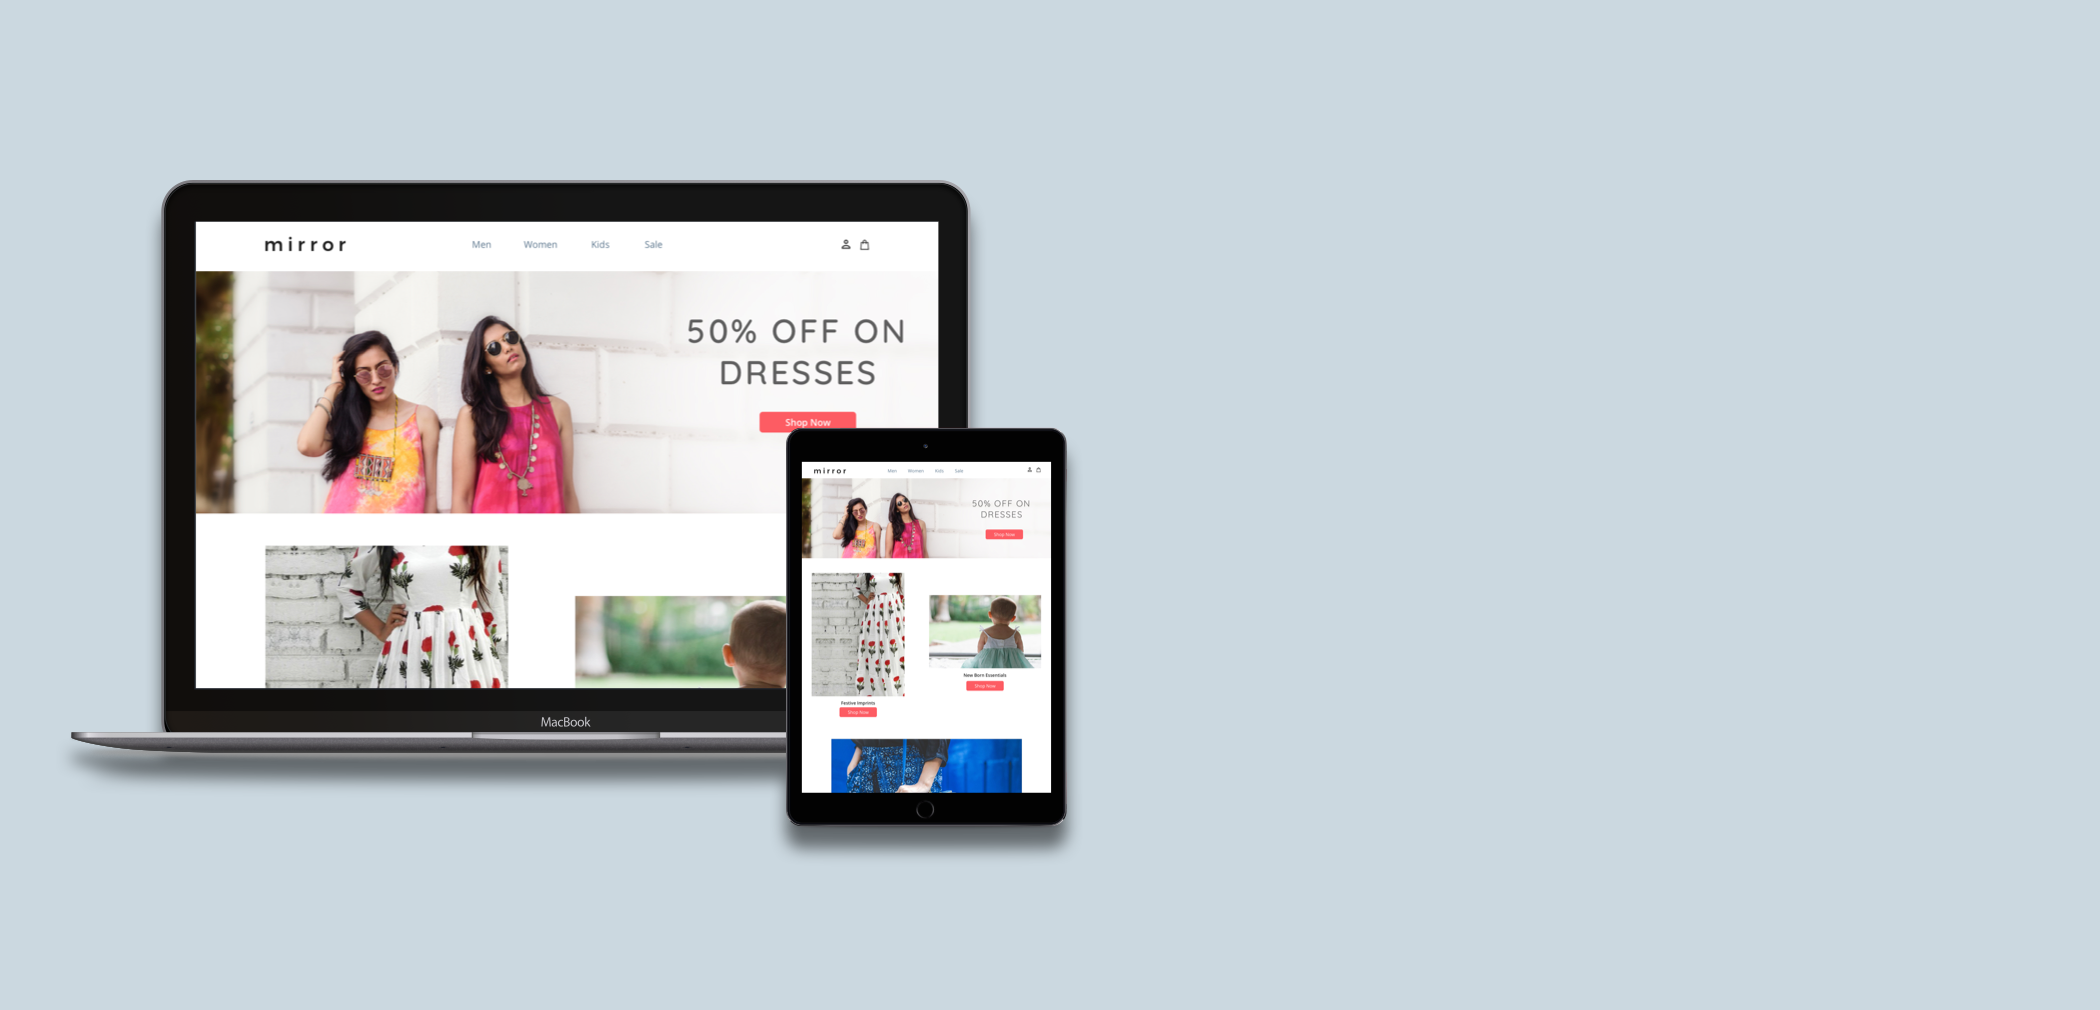 mirror
Men Women Kids Sale
50% OFF ON
DRESSES
Shop Now
MacBook
mirror
Men Women Kids Sale
50% OFF ON
DRESSES
Shop Now
New Born Essentials
Shop Now
Festive Imprints
Shop Now